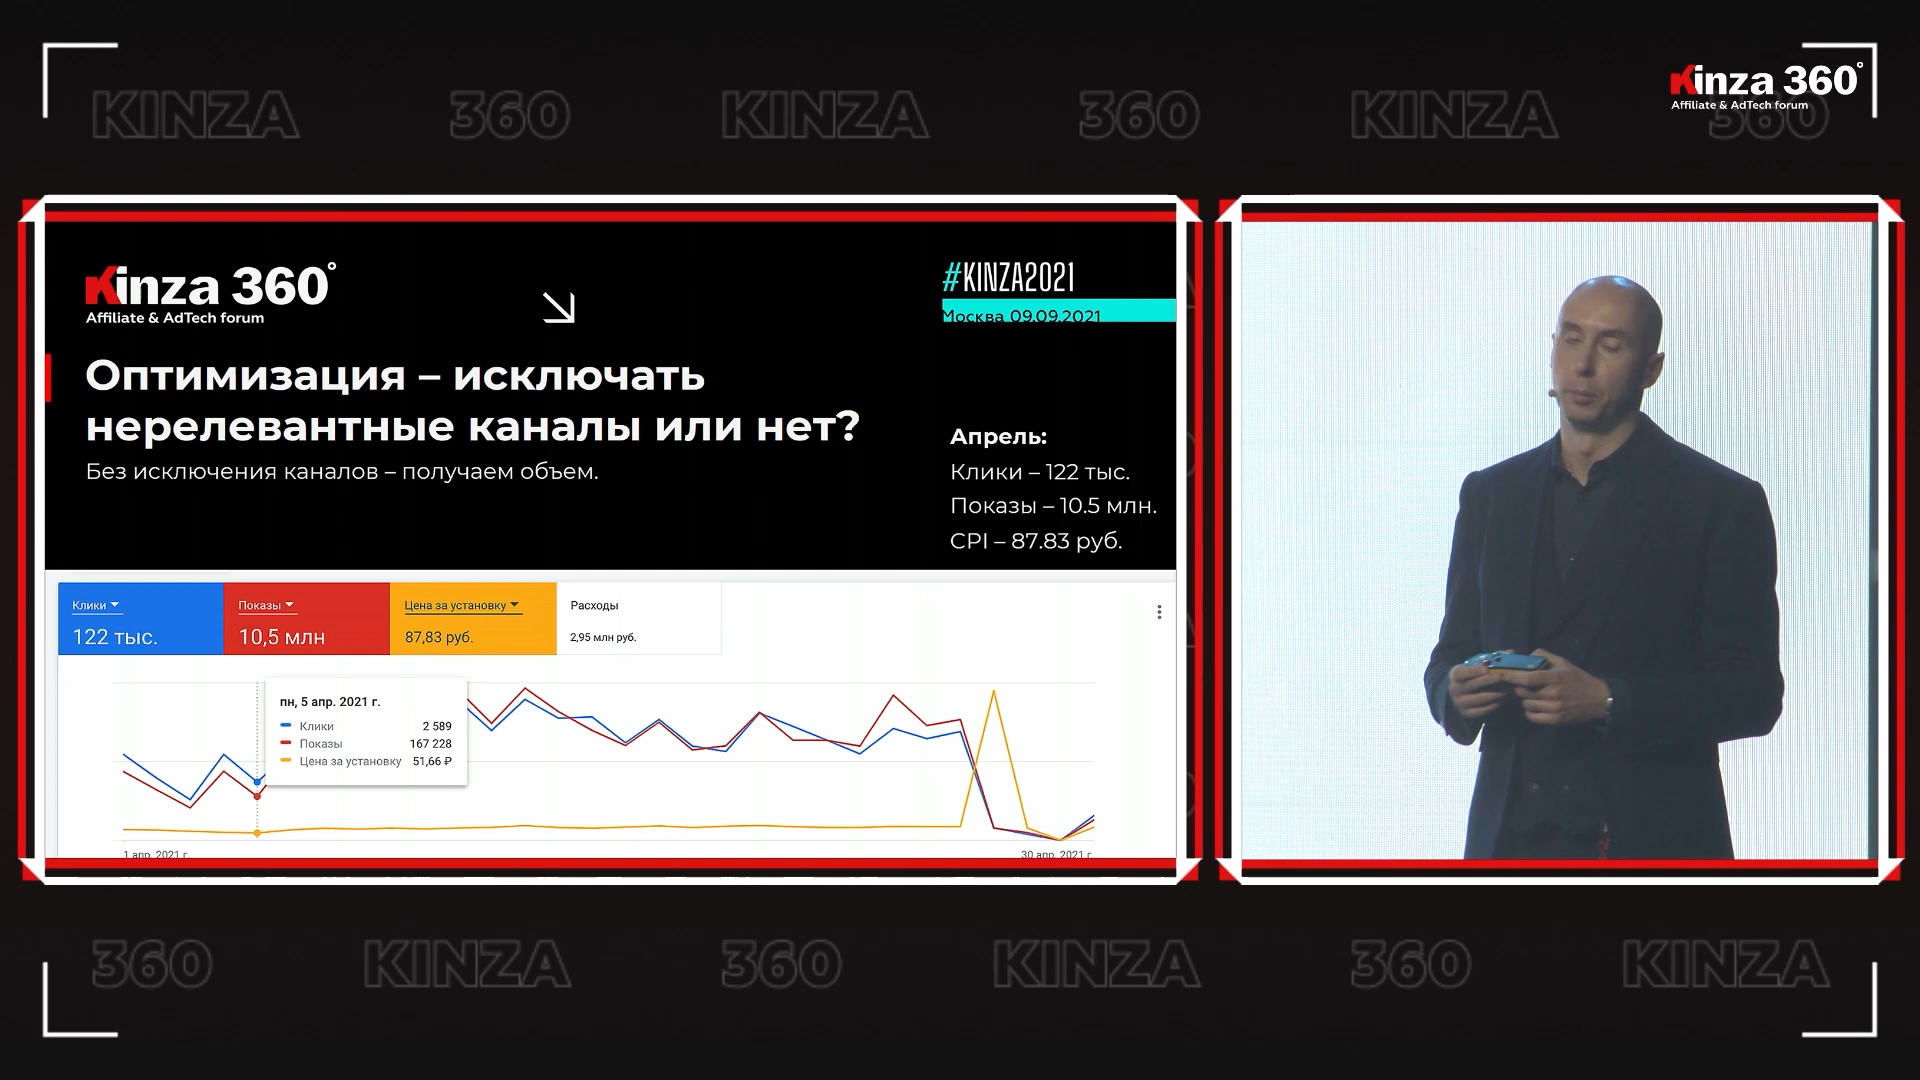 KINZA 360 KINZA 360 KINZA 360
Kinza 360°
Affiliate & AdTech forum
Kinza 360°
Affiliate & AdTech forum
#KINZA2021
Москва 09.09.2021
Оптимизация – исключать
нерелевантные каналы или нет?
Без исключения каналов – получаем объем.
Апрель:
Клики – 122 тыс.
Показы – 10.5 млн.
CPI – 87.83 руб.
Клики
122 тыс.
Показы
10,5 млн
Цена за установку
87,83 руб.
Расходы
2,95 млн руб.
пн, 5 апр. 2021 г.
Клики 2 589
Показы 167 228
Цена за установку 51,66 ₽
1 апр. 2021 г.
30 апр. 2021 г.
360 KINZA 360 KINZA 360 KINZA